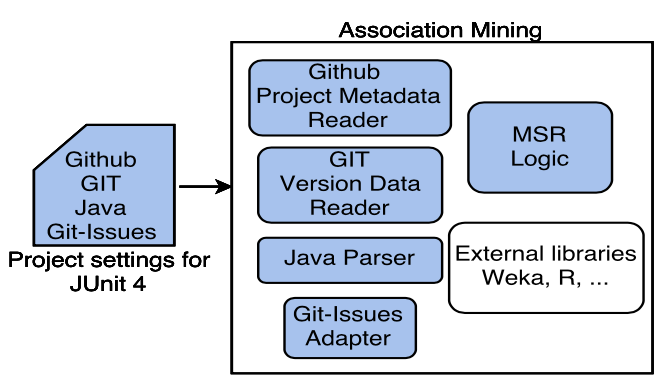 Association Mining
Github
Project Metadata
Reader
MSR
Logic
GIT
Version Data
Reader
Github
GIT
Java
Git-Issues
Project settings for
JUnit 4
Java Parser
External libraries
Weka, R, ...
Git-Issues
Adapter